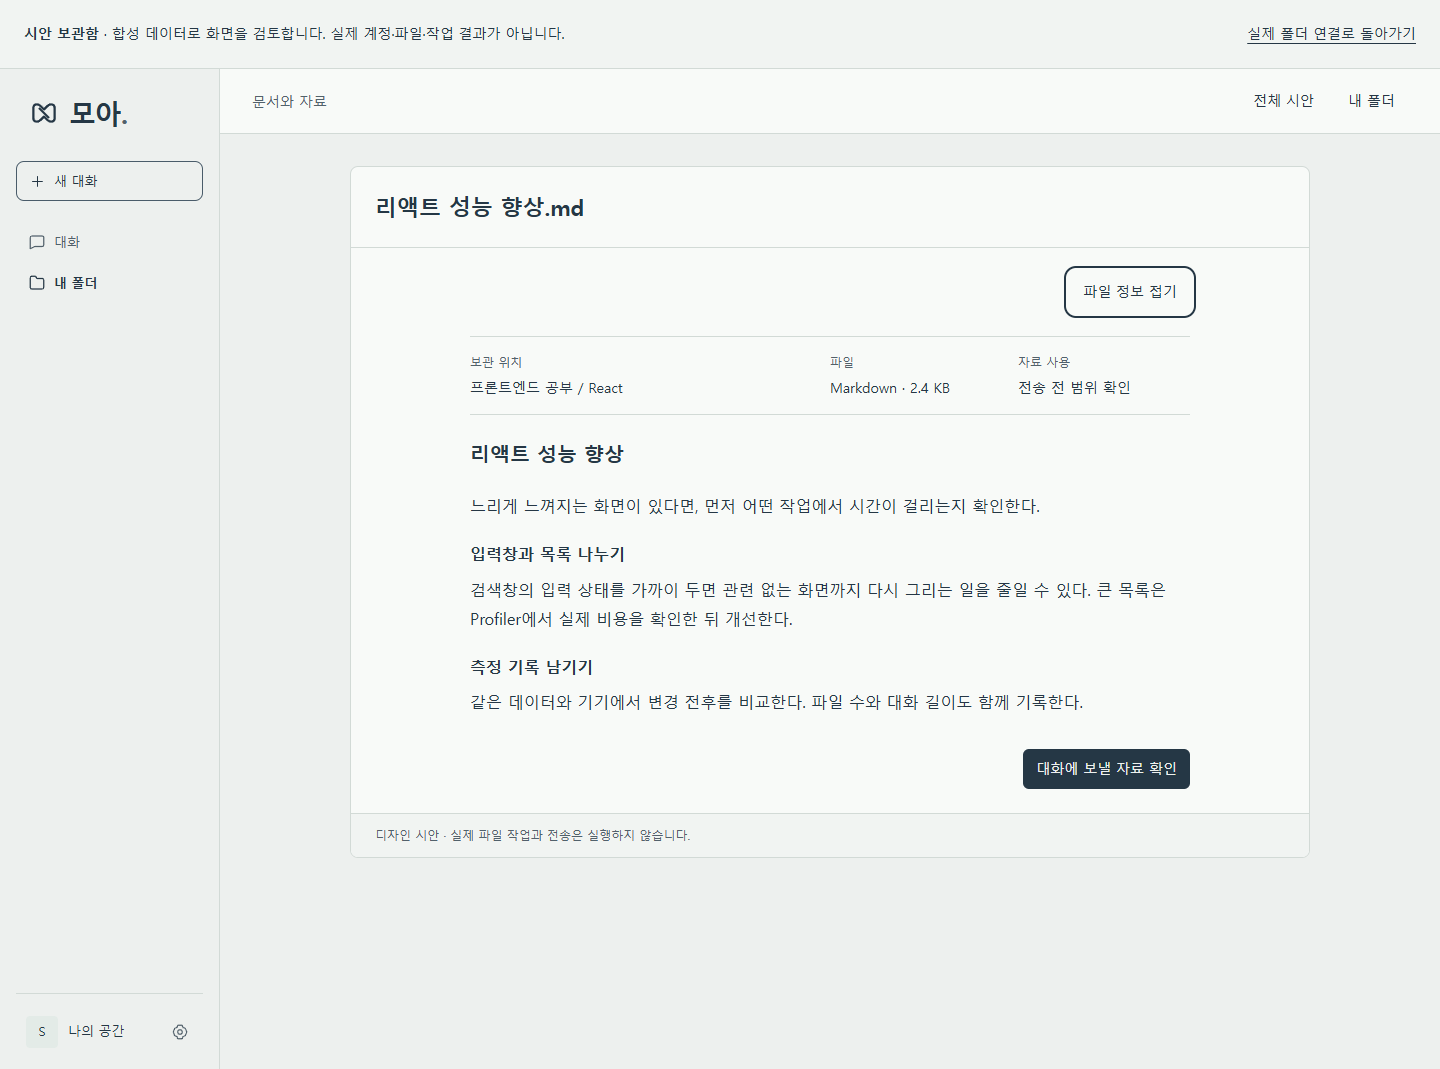 시안 보관함 · 합성 데이터로 화면을 검토합니다. 실제 계정·파일·작업 결과가 아닙니다.
실제 폴더 연결로 돌아가기
모아.
새 대화
대화
내 폴더
문서와 자료
전체 시안
내 폴더
리액트 성능 향상.md
파일 정보 접기
보관 위치
프론트엔드 공부 / React
파일
Markdown · 2.4 KB
자료 사용
전송 전 범위 확인
리액트 성능 향상
느리게 느껴지는 화면이 있다면, 먼저 어떤 작업에서 시간이 걸리는지 확인한다.
입력창과 목록 나누기
검색창의 입력 상태를 가까이 두면 관련 없는 화면까지 다시 그리는 일을 줄일 수 있다. 큰 목록은
Profiler에서 실제 비용을 확인한 뒤 개선한다.
측정 기록 남기기
같은 데이터와 기기에서 변경 전후를 비교한다. 파일 수와 대화 길이도 함께 기록한다.
대화에 보낼 자료 확인
디자인 시안 · 실제 파일 작업과 전송은 실행하지 않습니다.
S
나의 공간